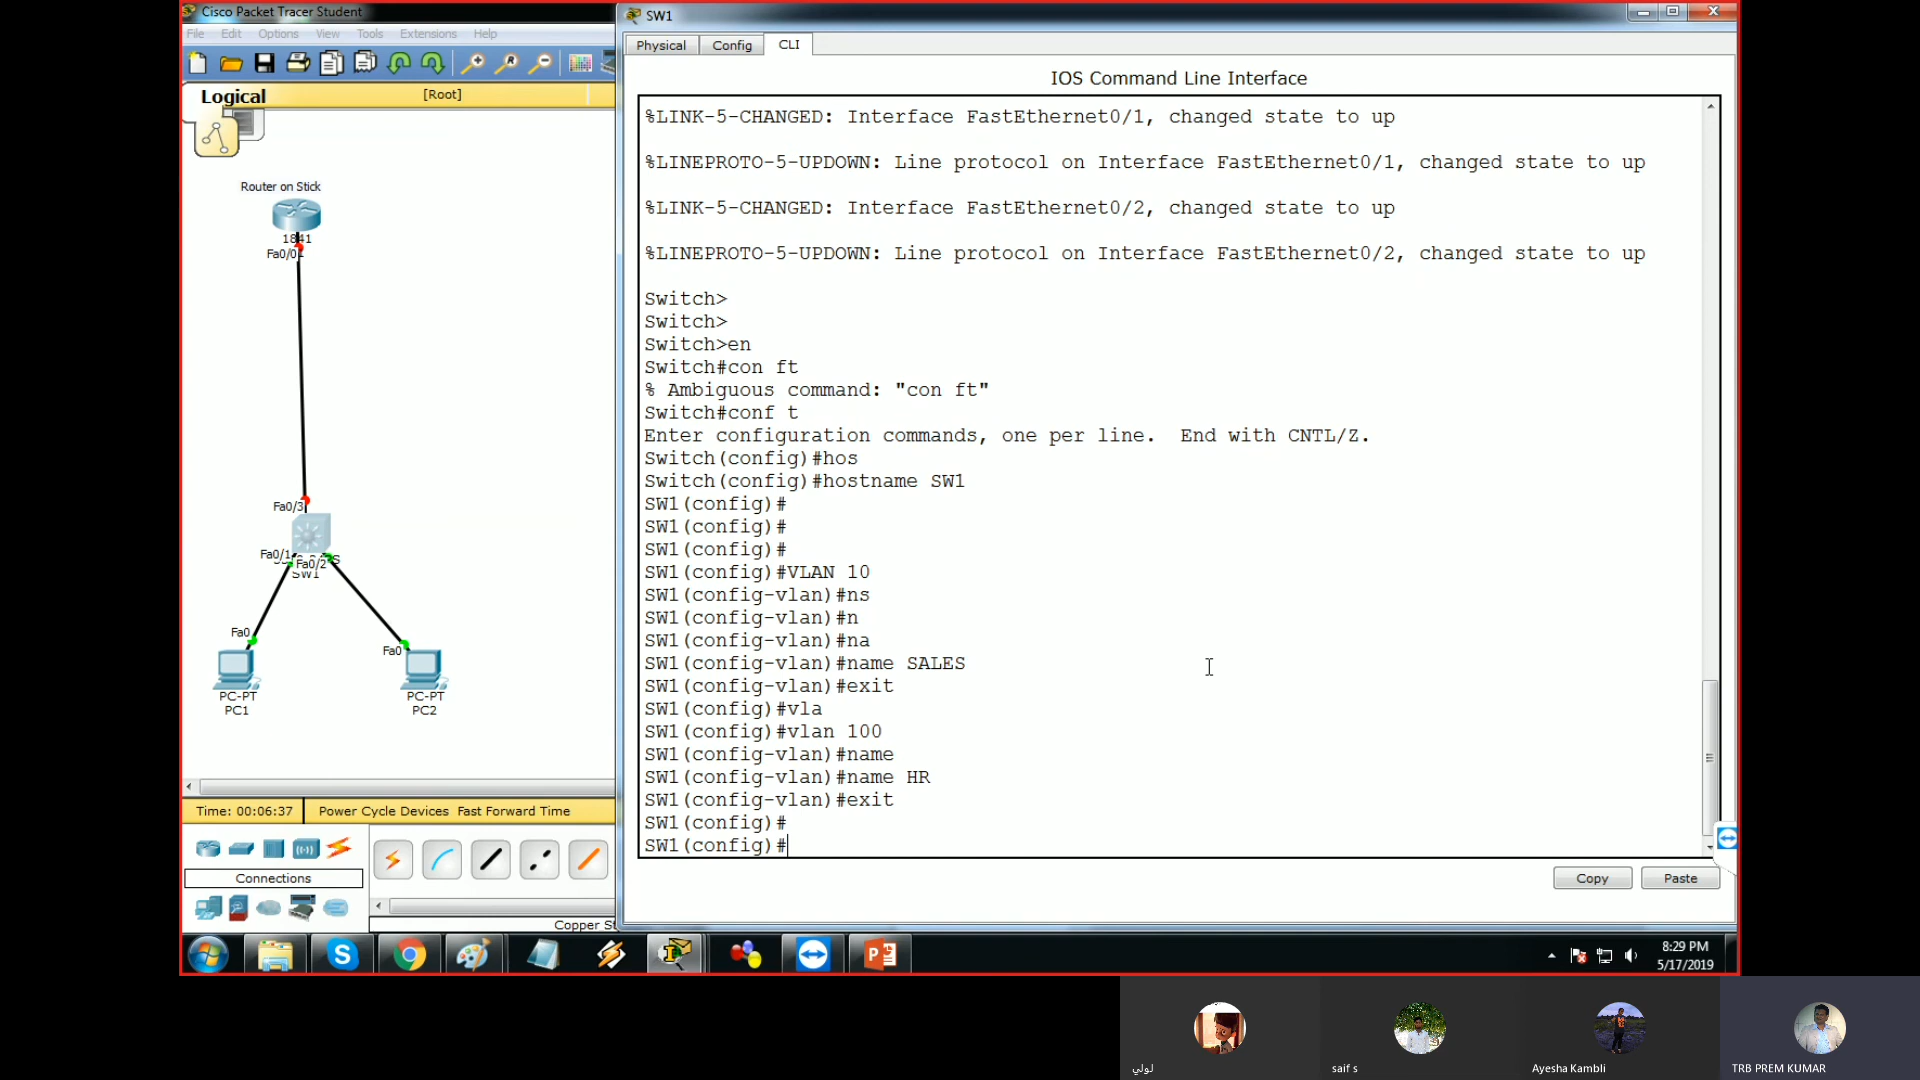 Cisco Packet Tracer Student
File Edit Options View Tools Extensions Help
Logical
[Root]
Router on Stick
1841
Fa0/0
Fa0/3
Fa0/1
Fa0/2
SW1
Fa0
Fa0
PC-PT
PC1
PC-PT
PC2
Time: 00:06:37
Power Cycle Devices Fast Forward Time
Connections
Copper St
SW1
Physical Config CLI
IOS Command Line Interface
%LINK-5-CHANGED: Interface FastEthernet0/1, changed state to up
%LINEPROTO-5-UPDOWN: Line protocol on Interface FastEthernet0/1, changed state to up
%LINK-5-CHANGED: Interface FastEthernet0/2, changed state to up
%LINEPROTO-5-UPDOWN: Line protocol on Interface FastEthernet0/2, changed state to up
Switch>
Switch>
Switch>en
Switch#con ft
% Ambiguous command: "con ft"
Switch#conf t
Enter configuration commands, one per line. End with CNTL/Z.
Switch(config)#hos
Switch(config)#hostname SW1
SW1(config)#
SW1(config)#
SW1(config)#
SW1(config)#VLAN 10
SW1(config-vlan)#ns
SW1(config-vlan)#n
SW1(config-vlan)#na
SW1(config-vlan)#name SALES
SW1(config-vlan)#exit
SW1(config)#vla
SW1(config)#vlan 100
SW1(config-vlan)#name
SW1(config-vlan)#name HR
SW1(config-vlan)#exit
SW1(config)#
SW1(config)#
Copy Paste
8:29 PM
5/17/2019
لولي
saif s
Ayesha Kambli
TRB PREM KUMAR